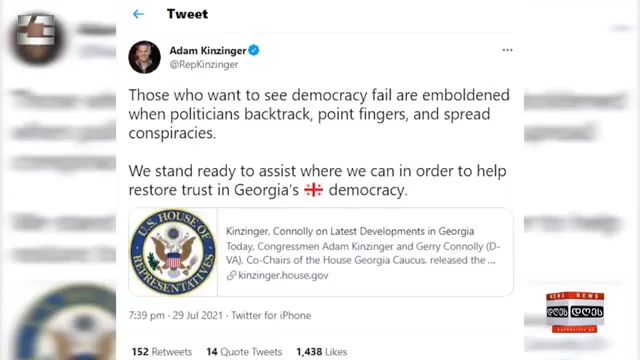 Tweet
Adam Kinzinger
@RepKinzinger
Those who want to see democracy fail are emboldened
when politicians backtrack, point fingers, and spread
conspiracies.
We stand ready to assist where we can in order to help
restore trust in Georgia's 🇬🇪 democracy.
U.S. HOUSE OF
REPRESENTATIVES
Kinzinger, Connolly on Latest Developments in Georgia
Today, Congressmen Adam Kinzinger and Gerry Connolly (D-
VA), Co-Chairs of the House Georgia Caucus, released the ...
kinzinger.house.gov
7:39 pm · 29 Jul 2021 · Twitter for iPhone
152 Retweets 14 Quote Tweets 1,438 Likes
NEWS
დღეს